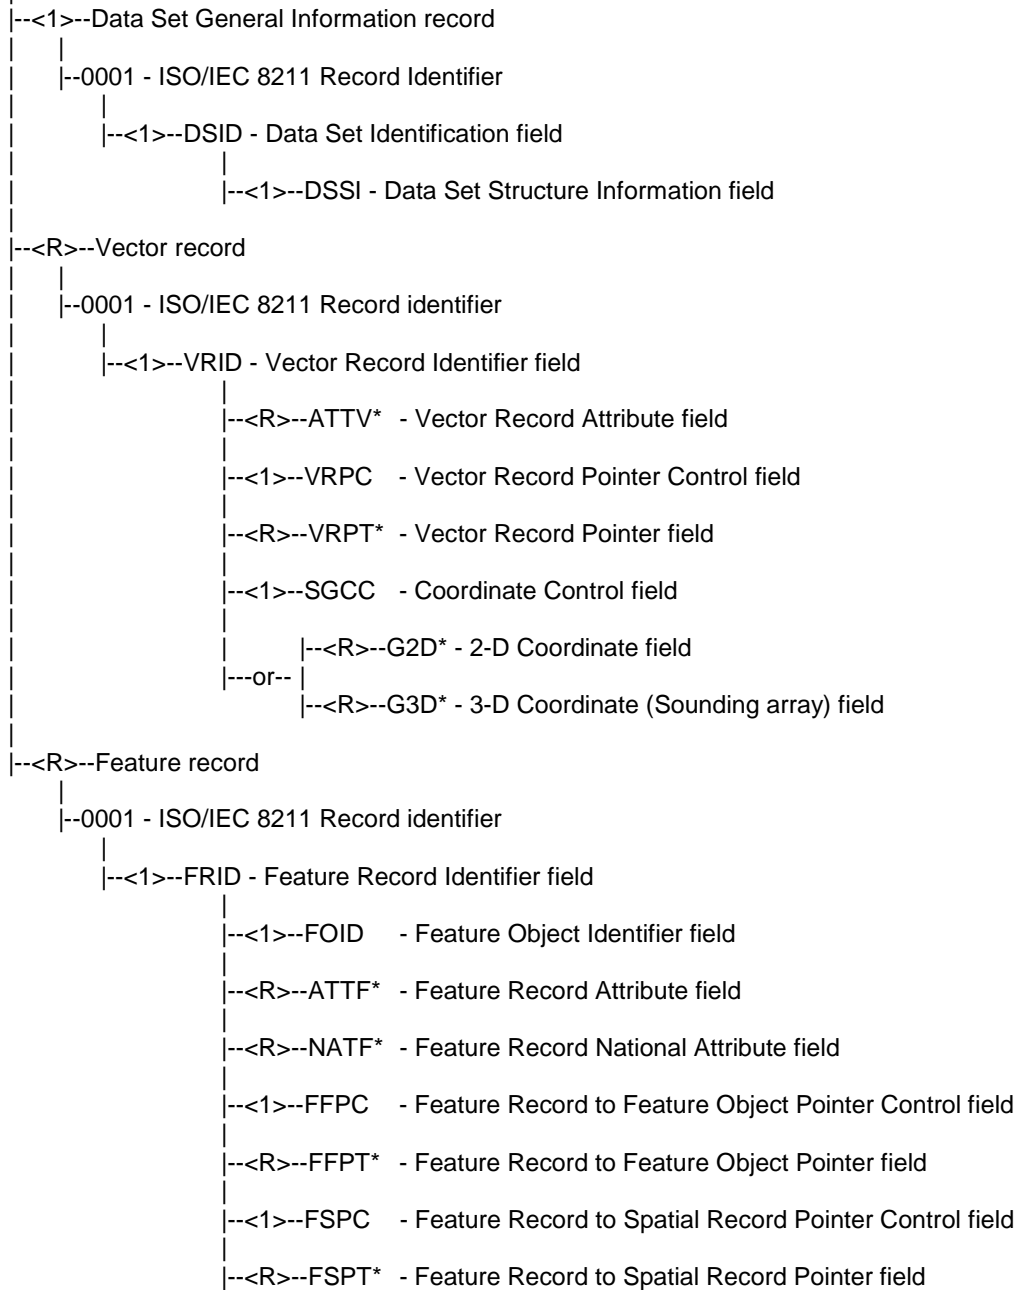 |--<1>--Data Set General Information record
|--0001 - ISO/IEC 8211 Record Identifier
|--<1>--DSID - Data Set Identification field
|--<1>--DSSI - Data Set Structure Information field
|--<R>--Vector record
|--0001 - ISO/IEC 8211 Record identifier
|--<1>--VRID - Vector Record Identifier field
|--<R>--ATTV* - Vector Record Attribute field
|--<1>--VRPC - Vector Record Pointer Control field
|--<R>--VRPT* - Vector Record Pointer field
|--<1>--SGCC - Coordinate Control field
|--<R>--G2D* - 2-D Coordinate field
|---or-- |
|--<R>--G3D* - 3-D Coordinate (Sounding array) field
|--<R>--Feature record
|--0001 - ISO/IEC 8211 Record identifier
|--<1>--FRID - Feature Record Identifier field
|--<1>--FOID - Feature Object Identifier field
|--<R>--ATTF* - Feature Record Attribute field
|--<R>--NATF* - Feature Record National Attribute field
|--<1>--FFPC - Feature Record to Feature Object Pointer Control field
|--<R>--FFPT* - Feature Record to Feature Object Pointer field
|--<1>--FSPC - Feature Record to Spatial Record Pointer Control field
|--<R>--FSPT* - Feature Record to Spatial Record Pointer field